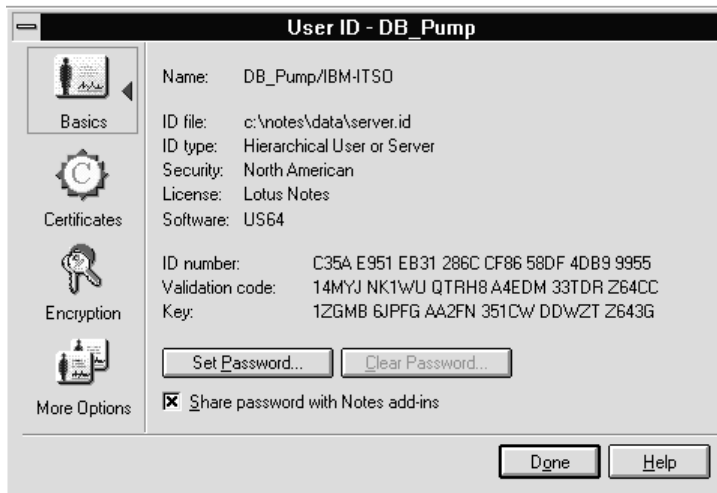 User ID - DB_Pump
Basics
Certificates
Encryption
More Options
Name: DB_Pump/IBM-ITSO
ID file: c:\notes\data\server.id
ID type: Hierarchical User or Server
Security: North American
License: Lotus Notes
Software: US64
ID number: C35A E951 EB31 286C CF86 58DF 4DB9 9955
Validation code: 14MYJ NK1WU QTRH8 A4EDM 33TDR Z64CC
Key: 1ZGMB 6JPFG AA2FN 351CW DDWZT Z643G
Set Password... Clear Password...
Share password with Notes add-ins
Done Help